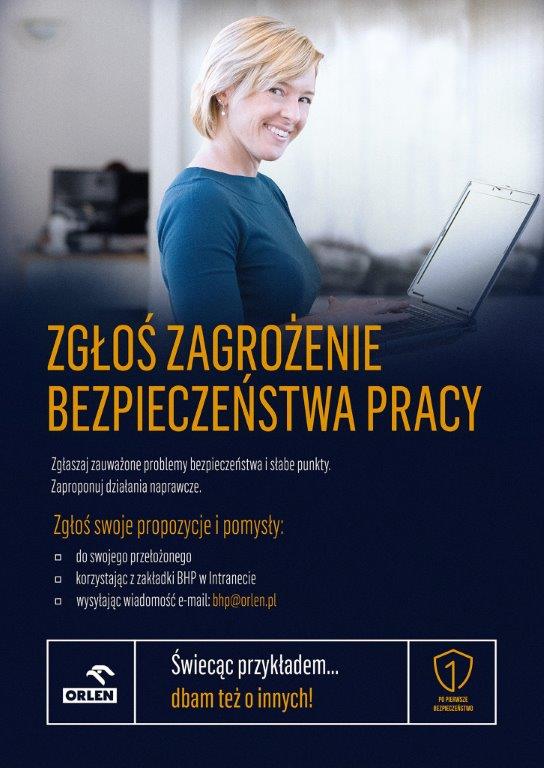 ZGŁOŚ ZAGROŻENIE
BEZPIECZEŃSTWA PRACY
Zgłaszaj zauważone problemy bezpieczeństwa i słabe punkty.
Zaproponuj działania naprawcze.
Zgłoś swoje propozycje i pomysły:
do swojego przełożonego
korzystając z zakładki BHP w Intranecie
wysyłając wiadomość e-mail: bhp@orlen.pl
ORLEN
Świecąc przykładem...
dbam też o innych!
1
PO PIERWSZE
BEZPIECZEŃSTWO